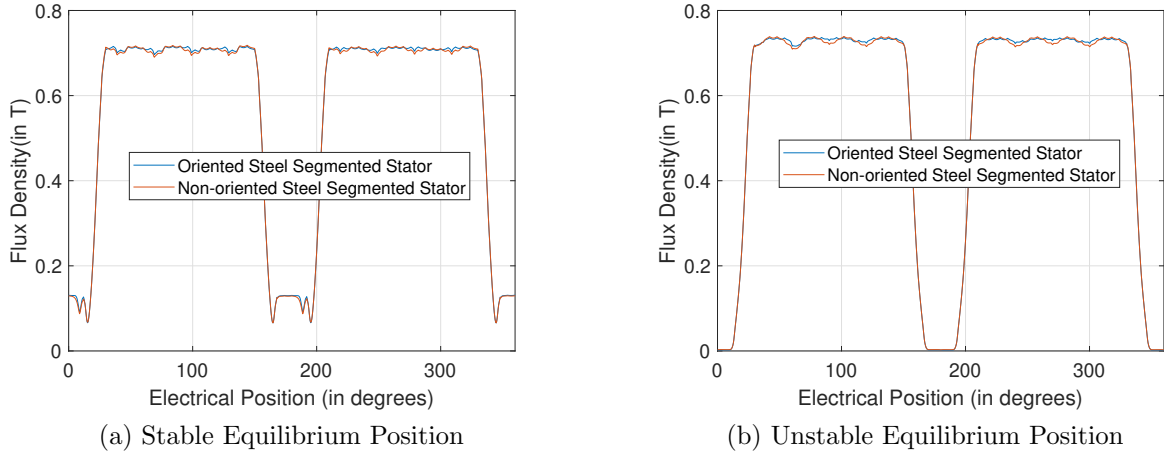 0.8
0.6
0.4
0.2
0
Flux Density(in T)
Oriented Steel Segmented Stator
Non-oriented Steel Segmented Stator
0 100 200 300
Electrical Position (in degrees)
(a) Stable Equilibrium Position
0.8
0.6
0.4
0.2
0
Flux Density(in T)
Oriented Steel Segmented Stator
Non-oriented Steel Segmented Stator
0 100 200 300
Electrical Position (in degrees)
(b) Unstable Equilibrium Position